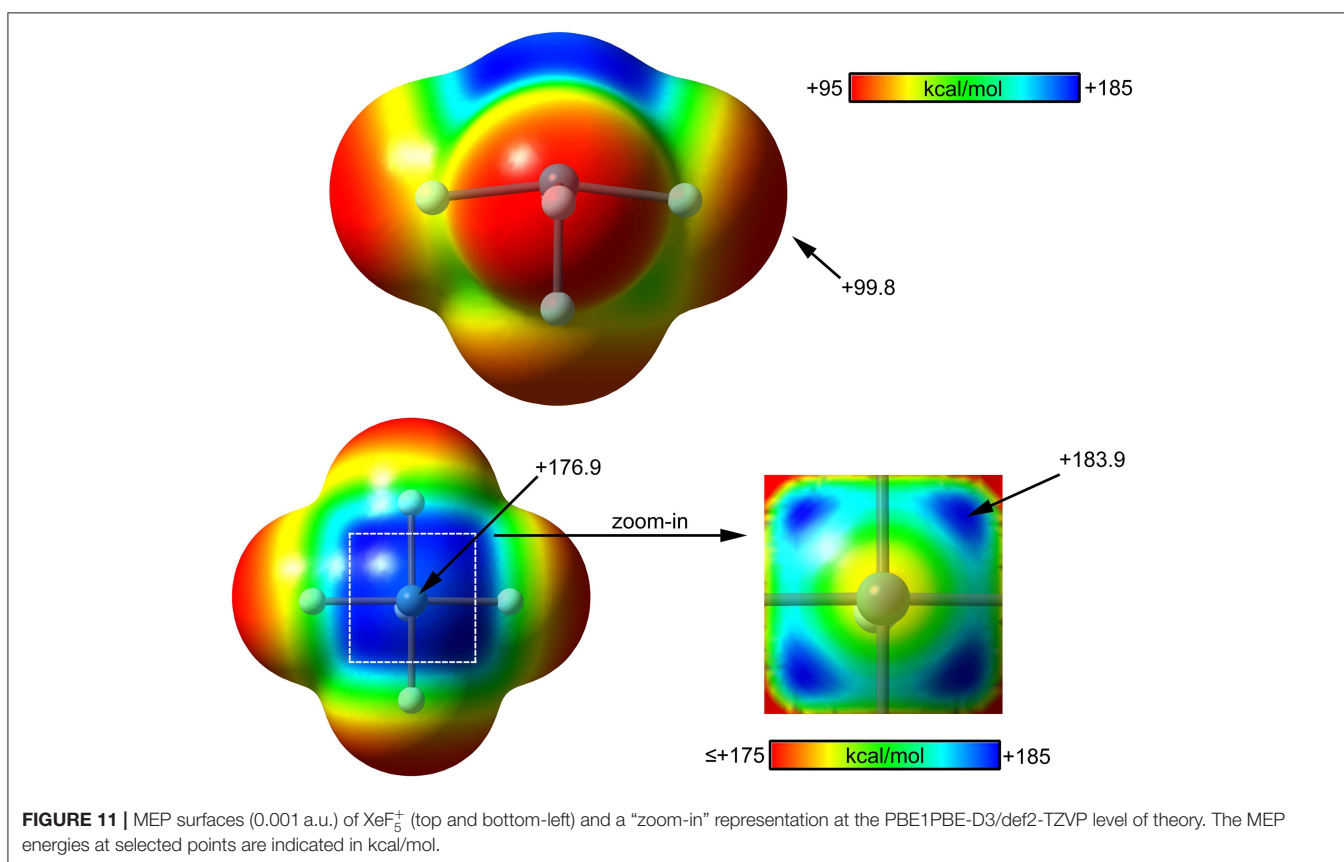 +95 kcal/mol +185
+99.8
+176.9
+183.9
zoom-in
≤+175 kcal/mol +185
FIGURE 11 | MEP surfaces (0.001 a.u.) of XeF₅⁺ (top and bottom-left) and a “zoom-in” representation at the PBE1PBE-D3/def2-TZVP level of theory. The MEP
energies at selected points are indicated in kcal/mol.